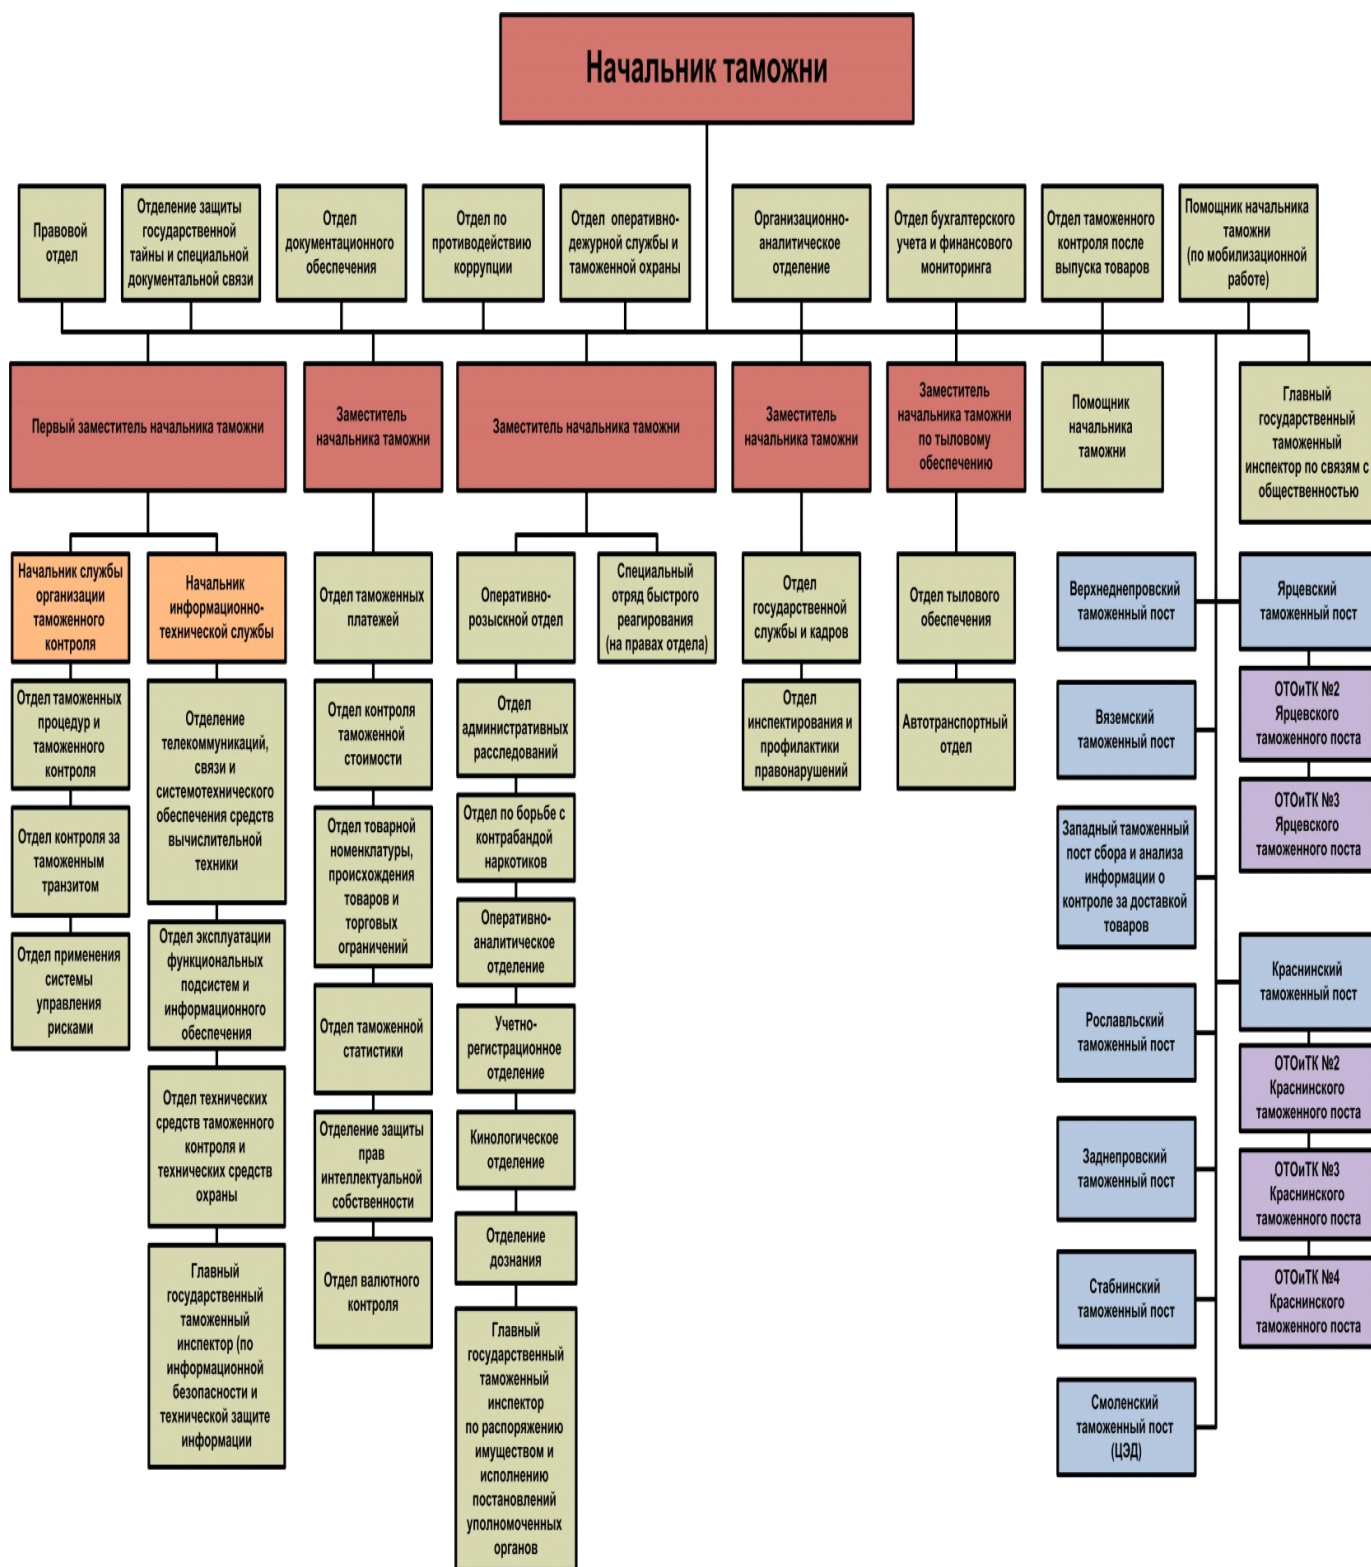 Начальник таможни
Правовой
отдел
Отделение защиты
государственной
тайны и специальной
документальной связи
Отдел
документационного
обеспечения
Отдел по
противодействию
коррупции
Отдел оперативно-
дежурной службы и
таможенной охраны
Организационно-
аналитическое
отделение
Отдел бухгалтерского
учета и финансового
мониторинга
Отдел таможенного
контроля после
выпуска товаров
Помощник начальника
таможни
(по мобилизационной
работе)
Первый заместитель начальника таможни
Заместитель
начальника таможни
Заместитель начальника таможни
Заместитель
начальника таможни
Заместитель
начальника таможни
по тыловому
обеспечению
Помощник
начальника
таможни
Главный
государственный
таможенный
инспектор по связям с
общественностью
Начальник службы
организации
таможенного
контроля
Отдел таможенных
процедур и
таможенного
контроля
Отдел контроля за
таможенным
транзитом
Отдел применения
системы
управления
рисками
Начальник
информационно-
технической службы
Отделение
телекоммуникаций,
связи и
системотехнического
обеспечения средств
вычислительной
техники
Отдел эксплуатации
функциональных
подсистем и
информационного
обеспечения
Отдел технических
средств таможенного
контроля и
технических средств
охраны
Главный
государственный
таможенный
инспектор (по
информационной
безопасности и
технической защите
информации
Отдел таможенных
платежей
Отдел контроля
таможенной
стоимости
Отдел товарной
номенклатуры,
происхождения
товаров и
торговых
ограничений
Отдел таможенной
статистики
Отделение защиты
прав
интеллектуальной
собственности
Отдел валютного
контроля
Оперативно-
розыскной отдел
Отдел
административных
расследований
Отдел по борьбе с
контрабандой
наркотиков
Оперативно-
аналитическое
отделение
Учетно-
регистрационное
отделение
Кинологическое
отделение
Отделение
дознания
Главный
государственный
таможенный
инспектор
по распоряжению
имуществом и
исполнению
постановлений
уполномоченных
органов
Специальный
отряд быстрого
реагирования
(на правах отдела)
Отдел
государственной
службы и кадров
Отдел
инспектирования и
профилактики
правонарушений
Отдел тылового
обеспечения
Автотранспортный
отдел
Верхнеднепровский
таможенный пост
Вяземский
таможенный пост
Западный таможенный
пост сбора и анализа
информации о
контроле за доставкой
товаров
Рославльский
таможенный пост
Заднепровский
таможенный пост
Стабнинский
таможенный пост
Смоленский
таможенный пост
(ЦЭД)
Ярцевский
таможенный пост
ОТОиТК №2
Ярцевского
таможенного поста
ОТОиТК №3
Ярцевского
таможенного поста
Краснинский
таможенный пост
ОТОиТК №2
Краснинского
таможенного поста
ОТОиТК №3
Краснинского
таможенного поста
ОТОиТК №4
Краснинского
таможенного поста